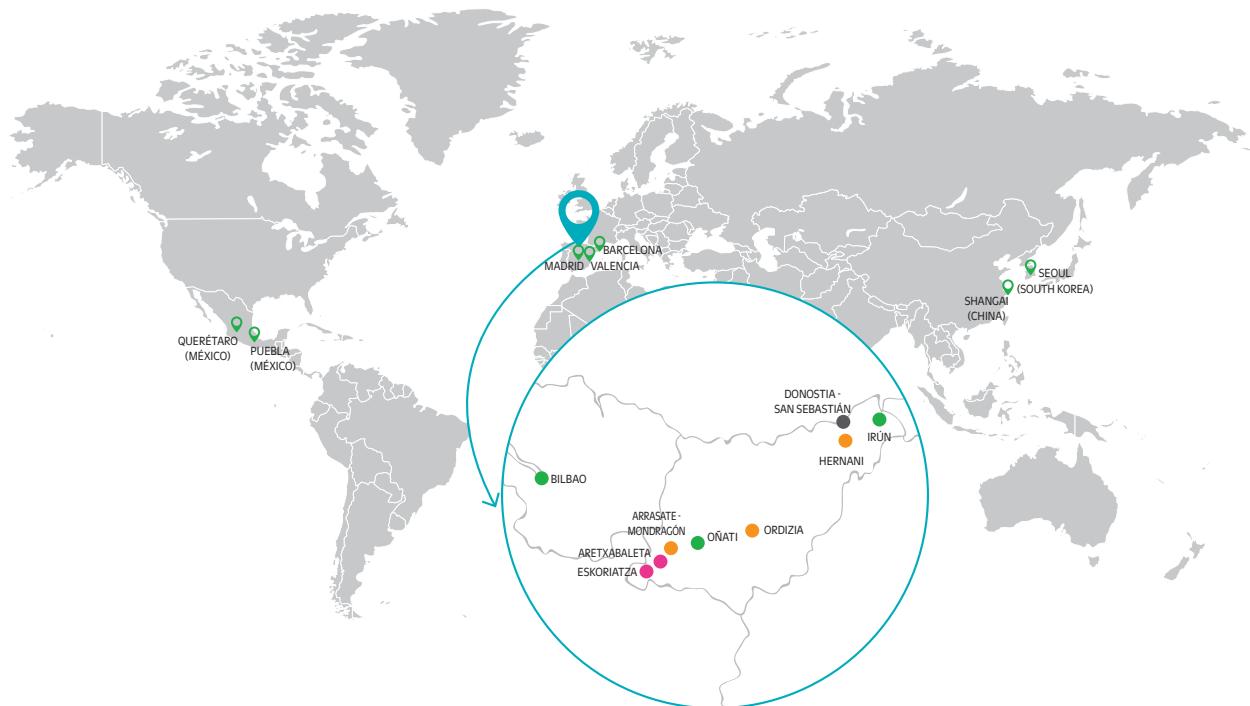 BARCELONA
MADRID
VALENCIA
SEOUL
(SOUTH KOREA)
SHANGAI
(CHINA)
QUERÉTARO
(MÉXICO)
PUEBLA
(MÉXICO)
DONOSTIA -
SAN SEBASTIÁN
IRÚN
HERNANI
BILBAO
ARRASATE -
MONDRAGÓN
OÑATI
ORDIZIA
ARETXABALETA
ESKORIATZA